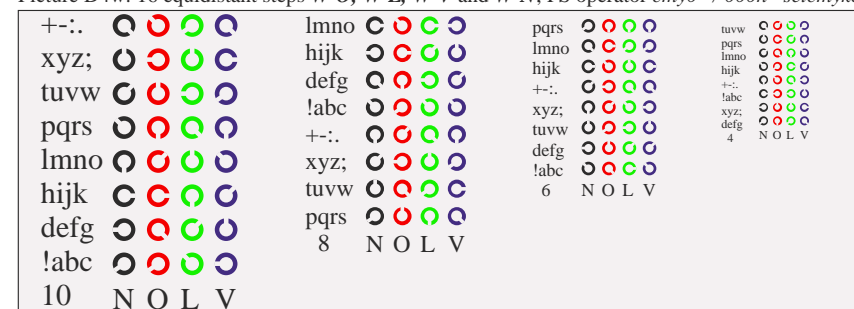 +-:.
xyz;
tuvw
pqrs
lmno
hijk
defg
!abc
10 N O L V
lmno
hijk
defg
!abc
+-:.
xyz;
tuvw
pqrs
8 N O L V
pqrs
lmno
hijk
+-:.
xyz;
tuvw
defg
!abc
6 N O L V
tuvw
pqrs
lmno
hijk
+-:.
!abc
xyz;
defg
4 N O L V